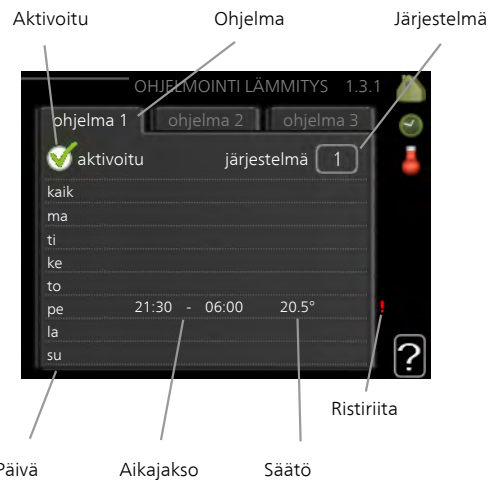 Aktivoitu Ohjelma Järjestelmä
OHJELMOINTI LÄMMITYS 1.3.1
ohjelma 1 ohjelma 2 ohjelma 3
aktivoitu järjestelmä 1
kaik
ma
ti
ke
to
pe 21:30 - 06:00 20.5° !
la
su
?
Ristiriita
Päivä Aikajakso Säätö